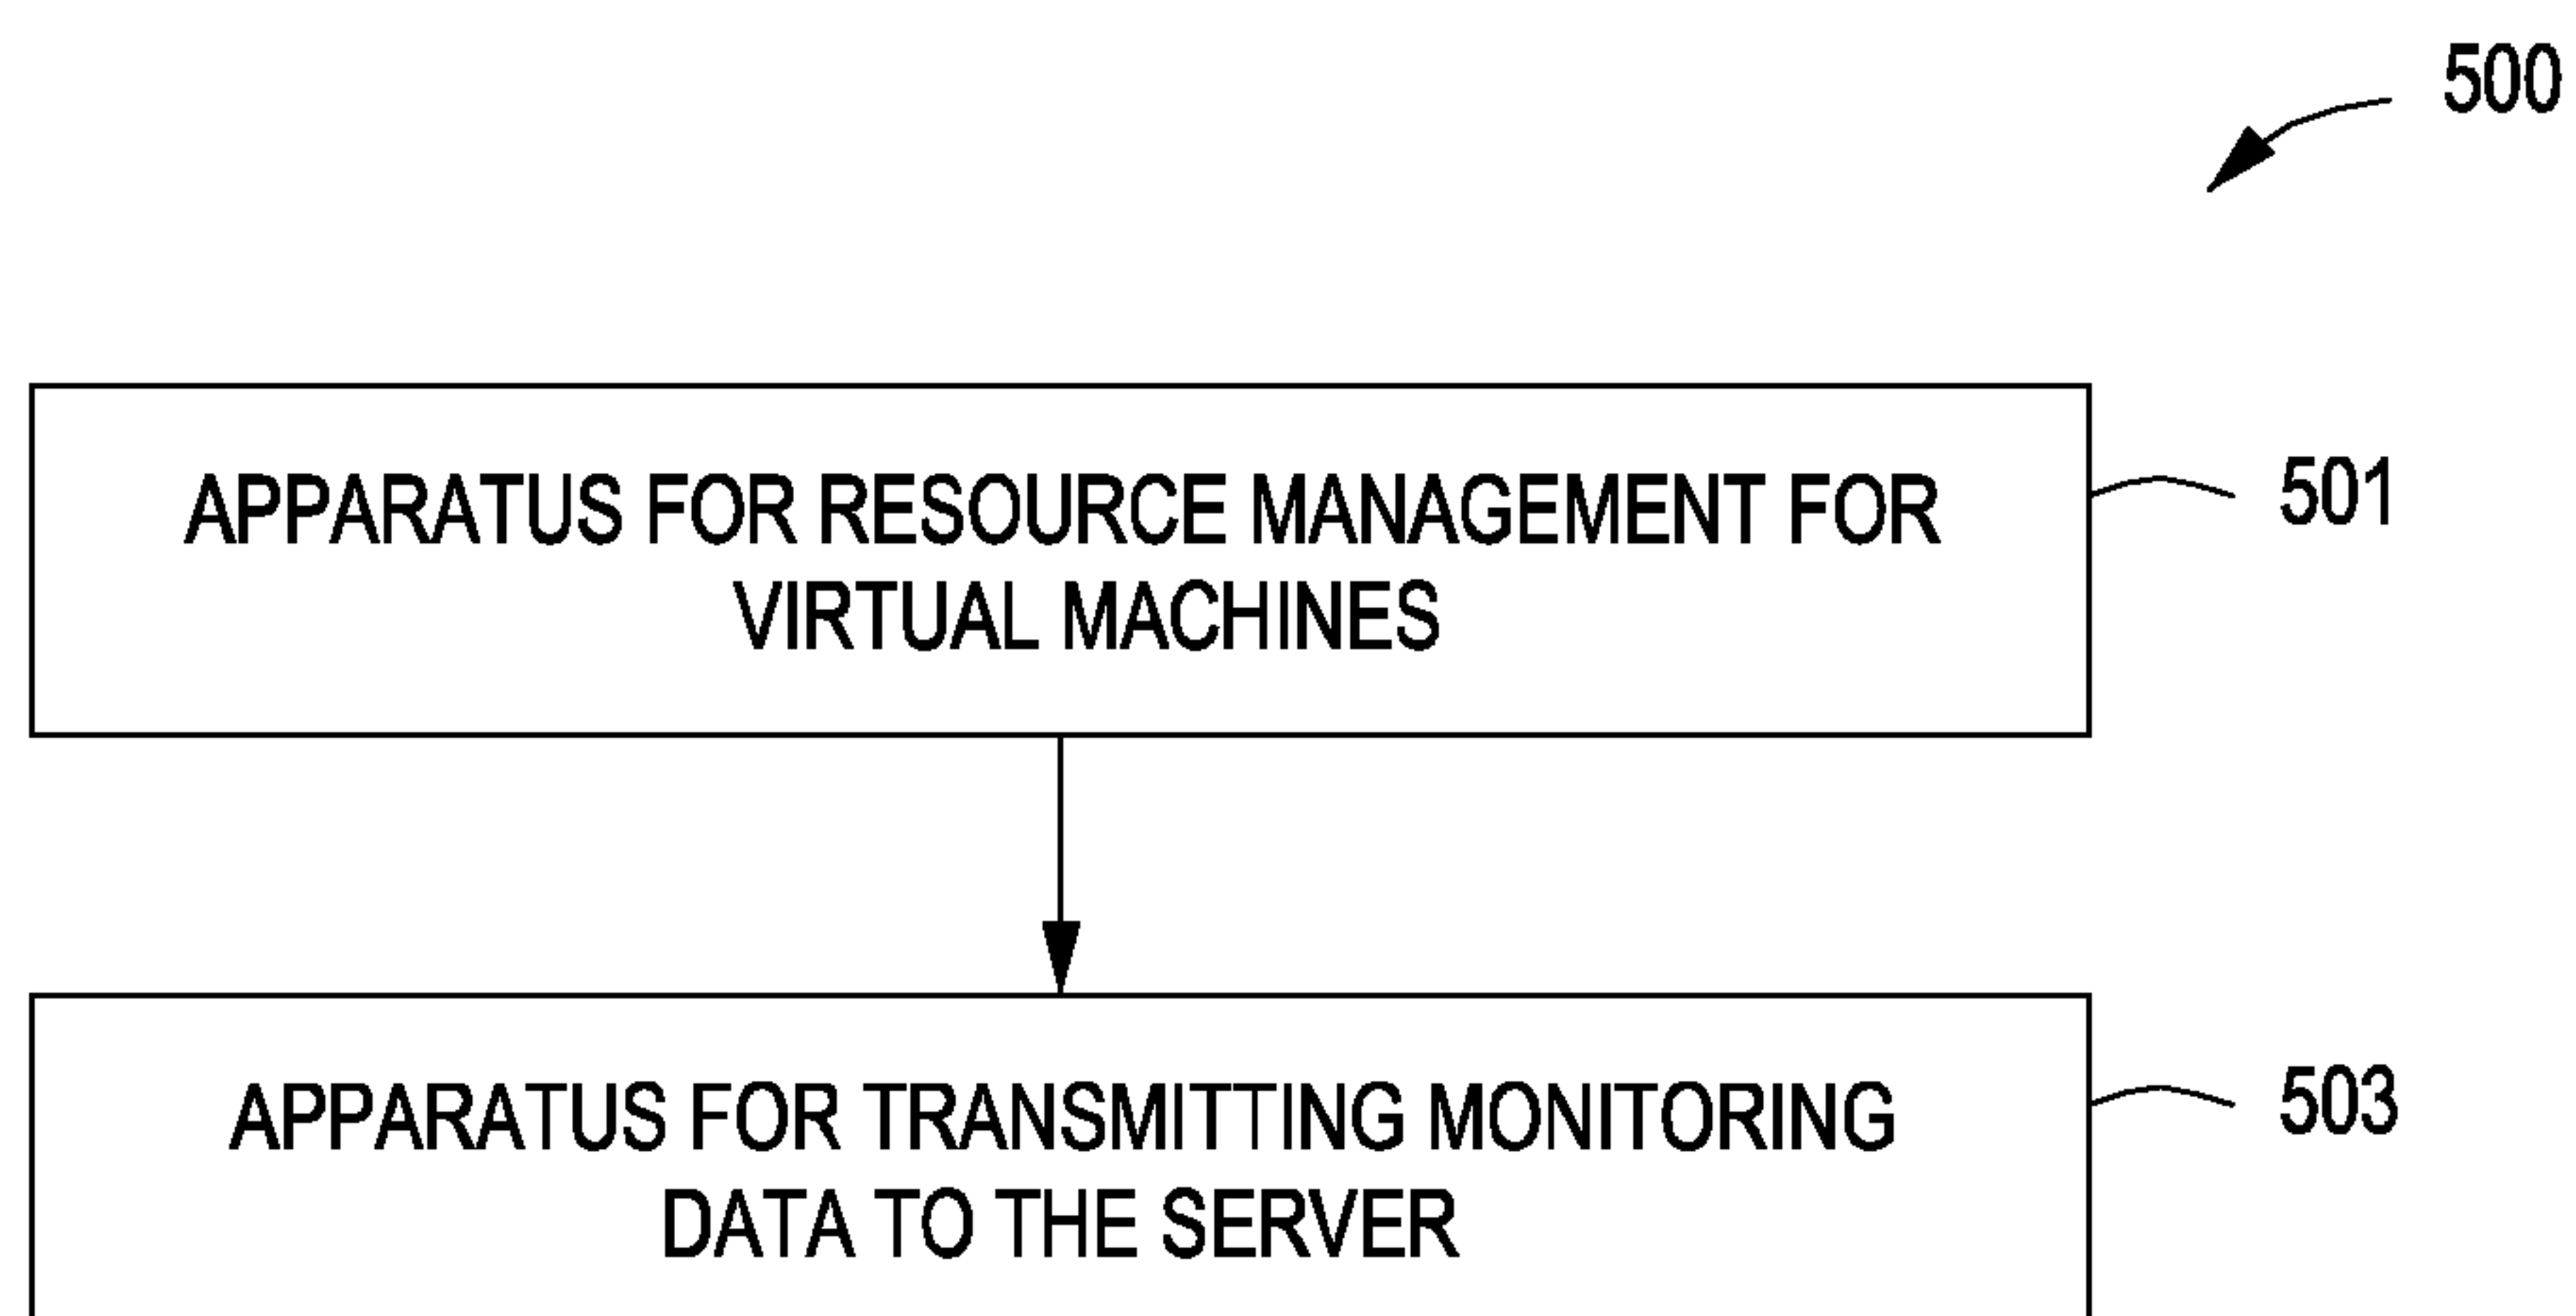 500
APPARATUS FOR RESOURCE MANAGEMENT FOR
VIRTUAL MACHINES
501
APPARATUS FOR TRANSMITTING MONITORING
DATA TO THE SERVER
503